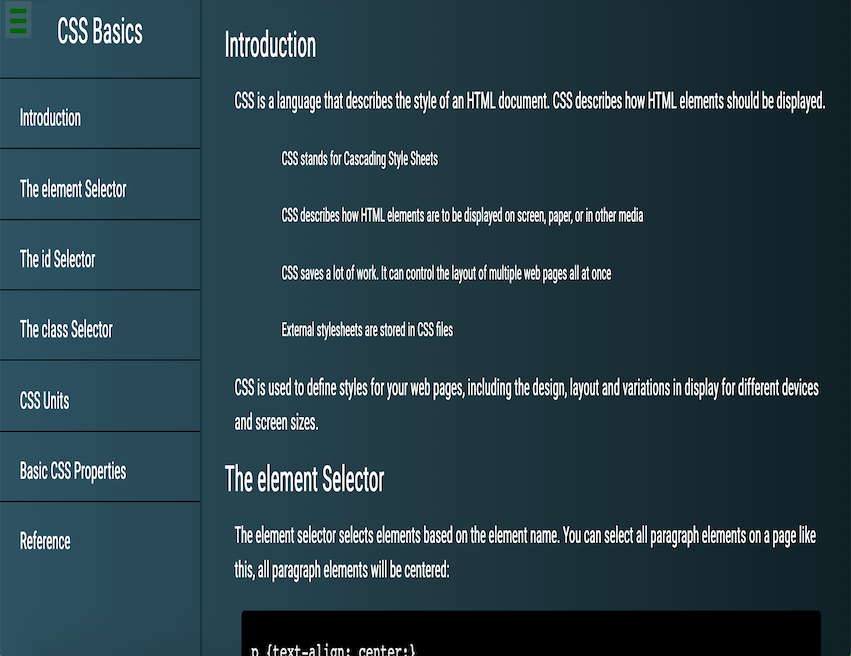 CSS Basics
Introduction
The element Selector
The id Selector
The class Selector
CSS Units
Basic CSS Properties
Reference
Introduction
CSS is a language that describes the style of an HTML document. CSS describes how HTML elements should be displayed.
CSS stands for Cascading Style Sheets
CSS describes how HTML elements are to be displayed on screen, paper, or in other media
CSS saves a lot of work. It can control the layout of multiple web pages all at once
External stylesheets are stored in CSS files
CSS is used to define styles for your web pages, including the design, layout and variations in display for different devices
and screen sizes.
The element Selector
The element selector selects elements based on the element name. You can select all paragraph elements on a page like
this, all paragraph elements will be centered:
p {text-align: center;}